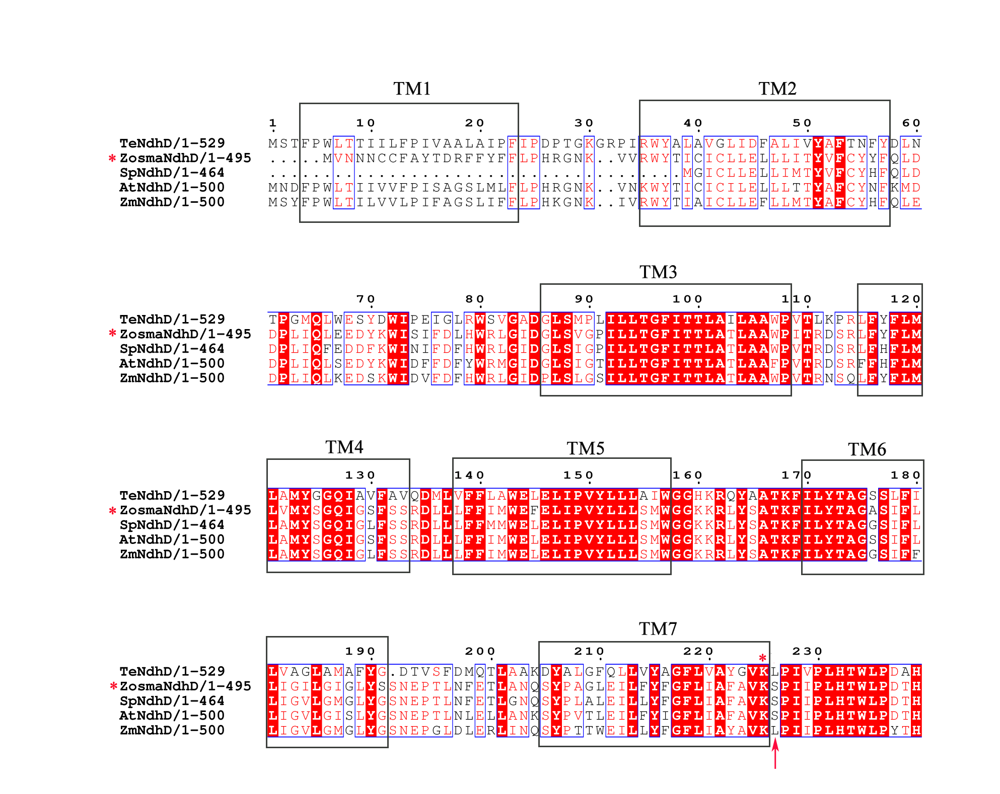 TM1 TM2
1 10 20 30 40 50 60
TeNdhD/1-529 MSTFPWLTTIILFPIVAALAIPFIPDPTGKGRPIRWYALAVGLIDFALIVYAFTNFYDLN
* ZosmaNdhD/1-495 .....MVNNNCCFAYTDRFFYFFLPHRGNK..VVRWYTICICLLELLLITYVFCYYFQLD
SpNdhD/1-464 ......................................MGICLLELLIMTYVFCYHFQLD
AtNdhD/1-500 MNDFPWLTIIVVFPISAGSLMLFLPHRGNK..VNKWYTICICILELLLTTYAFCYNFKMD
ZmNdhD/1-500 MSYFPWLTILVVLPIFAGSLIFFLPHKGNK..IVRWYTIAICLLEFLLMTYAFCYHFQLE
TM3
70 80 90 100 110 120
TeNdhD/1-529 TPGMQLWESYDWIPEIGLRWSVGADGLSMPLILLTGFITTLAILAAWPVTLKPRLFYFLM
* ZosmaNdhD/1-495 DPLIQLEEDYKWISIFDLHWRLGIDGLSVGPILLTGFITTLATLAAWPITRDSRLFYFLM
SpNdhD/1-464 DPLIQFEDDFKWINIFDFHWRLGIDGLSIGPILLTGFITTLATLAAWPVTRDSRLFHFLM
AtNdhD/1-500 DPLIQLSEDYKWIDFFDFYWRMGIDGLSIGTILLTGFITTLATLAAFPVTRDSRFFHFLM
ZmNdhD/1-500 DPLIQLKEDSKWIDVFDFHWRLGIDPLSLGSILLTGFITTLATLAAWPVTRNSQLFYFLM
TM4 TM5 TM6
130 140 150 160 170 180
TeNdhD/1-529 LAMYGGQIAVFAVQDMLVFFLAWELELIPVYLLLAIWGGHKRQYAATKFILYTAGSSLFI
* ZosmaNdhD/1-495 LVMYSGQIGSFSSRDLLLFFIMWEFELIPVYLLLSMWGGKKRLYSATKFILYTAGASIFL
SpNdhD/1-464 LAMYSGQIGLFSSRDLLLFFMMWELELIPVYLLLSMWGGKKRLYSATKFILYTAGGSIFL
AtNdhD/1-500 LAMYSGQIGSFSSRDLLLFFIMWELELIPVYLLLSMWGGKKRLYSATKFILYTAGSSIFL
ZmNdhD/1-500 LAMYSGQIGLFSSRDLLLFFIMWELELIPVYLLLSMWGGKRRLYSATKFILYTAGGSIFF
TM7
190 200 210 220 * 230
TeNdhD/1-529 LVAGLAMAFYG.DTVSFDMQTLAAKDYALGFQLLVYAGFLVAYGVKLPIVPLHTWLPDAH
* ZosmaNdhD/1-495 LIGILGIGLYSSNEPTLNFETLANQSYPAGLEILFYFGFLIAFAVKSPIIPLHTWLPDTH
SpNdhD/1-464 LIGVLGMGLYGSNEPTLNFETLGNQSYPLALEILLYFGFLIAFAVKSPIIPLHTWLPDTH
AtNdhD/1-500 LIGVLGISLYGSNEPTLNLELLANKSYPVTLEILFYIGFLIAFAVKSPIIPLHTWLPDTH
ZmNdhD/1-500 LIGVLGMGLYGSNEPGLDLERLINQSYPTTWEILLYFGFLIAYAVKLPIIPLHTWLPYTH